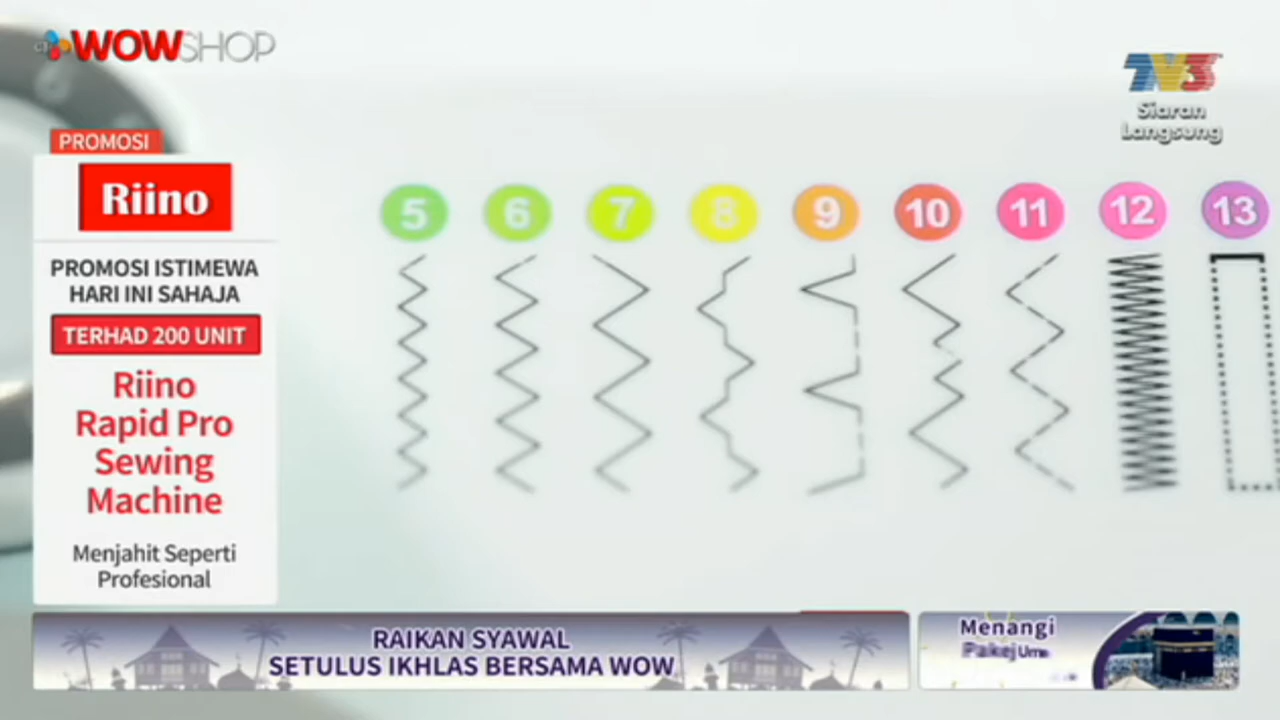 CJ WOWSHOP
TV3
Siaran
Langsung
PROMOSI
Riino
PROMOSI ISTIMEWA
HARI INI SAHAJA
TERHAD 200 UNIT
Riino
Rapid Pro
Sewing
Machine
Menjahit Seperti
Profesional
5 6 7 8 9 10 11 12 13
RAIKAN SYAWAL
SETULUS IKHLAS BERSAMA WOW
Menangi
Pakej